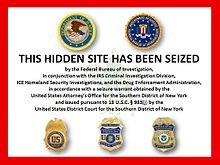 THIS HIDDEN SITE HAS BEEN SEIZED
by the Federal Bureau of Investigation,
in conjunction with the IRS Criminal Investigation Division,
ICE Homeland Security Investigations, and the Drug Enforcement Administration,
in accordance with a seizure warrant obtained by the
United States Attorney's Office for the Southern District of New York
and issued pursuant to 18 U.S.C. § 983(j) by the
United States District Court for the Southern District of New York